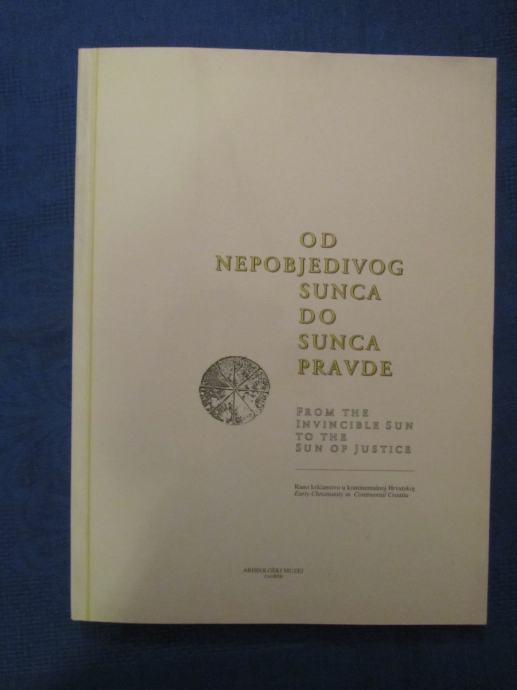 OD
NEPOBJEDIVOG
SUNCA
DO
SUNCA
PRAVDE
FROM THE
INVINCIBLE SUN
TO THE
SUN OF JUSTICE
Rano kršćanstvo u kontinentalnoj Hrvatskoj
Early Christianity in Continental Croatia
ARHEOLOŠKI MUZEJ
ZAGREB